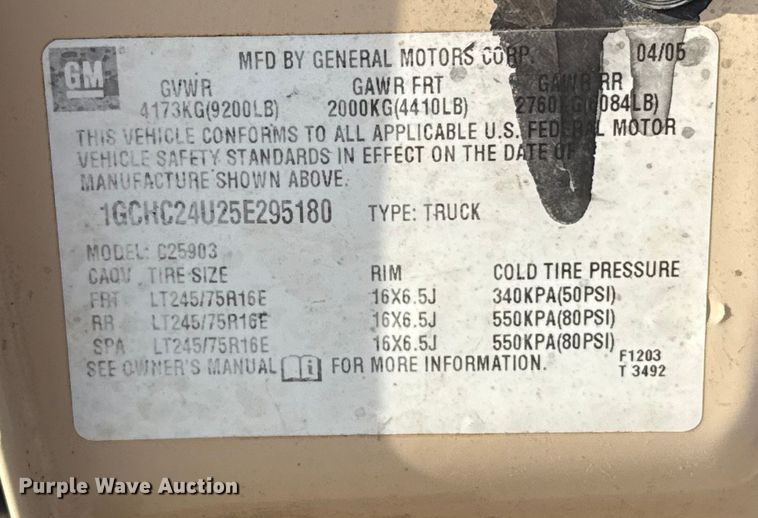 GM
MFD BY GENERAL MOTORS CORP. 04/05
GVWR GAWR FRT GAWR RR
4173KG(9200LB) 2000KG(4410LB) 2760KG(6084LB)
THIS VEHICLE CONFORMS TO ALL APPLICABLE U.S. FEDERAL MOTOR
VEHICLE SAFETY STANDARDS IN EFFECT ON THE DATE OF
MANUFACTURE SHOWN ABOVE.
1GCHC24U25E295180 TYPE: TRUCK
MODEL: C25903
TIRE SIZE RIM COLD TIRE PRESSURE
FRT LT245/75R16E 16X6.5J 340KPA(50PSI)
RR LT245/75R16E 16X6.5J 550KPA(80PSI)
SPA LT245/75R16E 16X6.5J 550KPA(80PSI)
SEE OWNER'S MANUAL FOR MORE INFORMATION.
F1203
T 3492
Purple Wave Auction